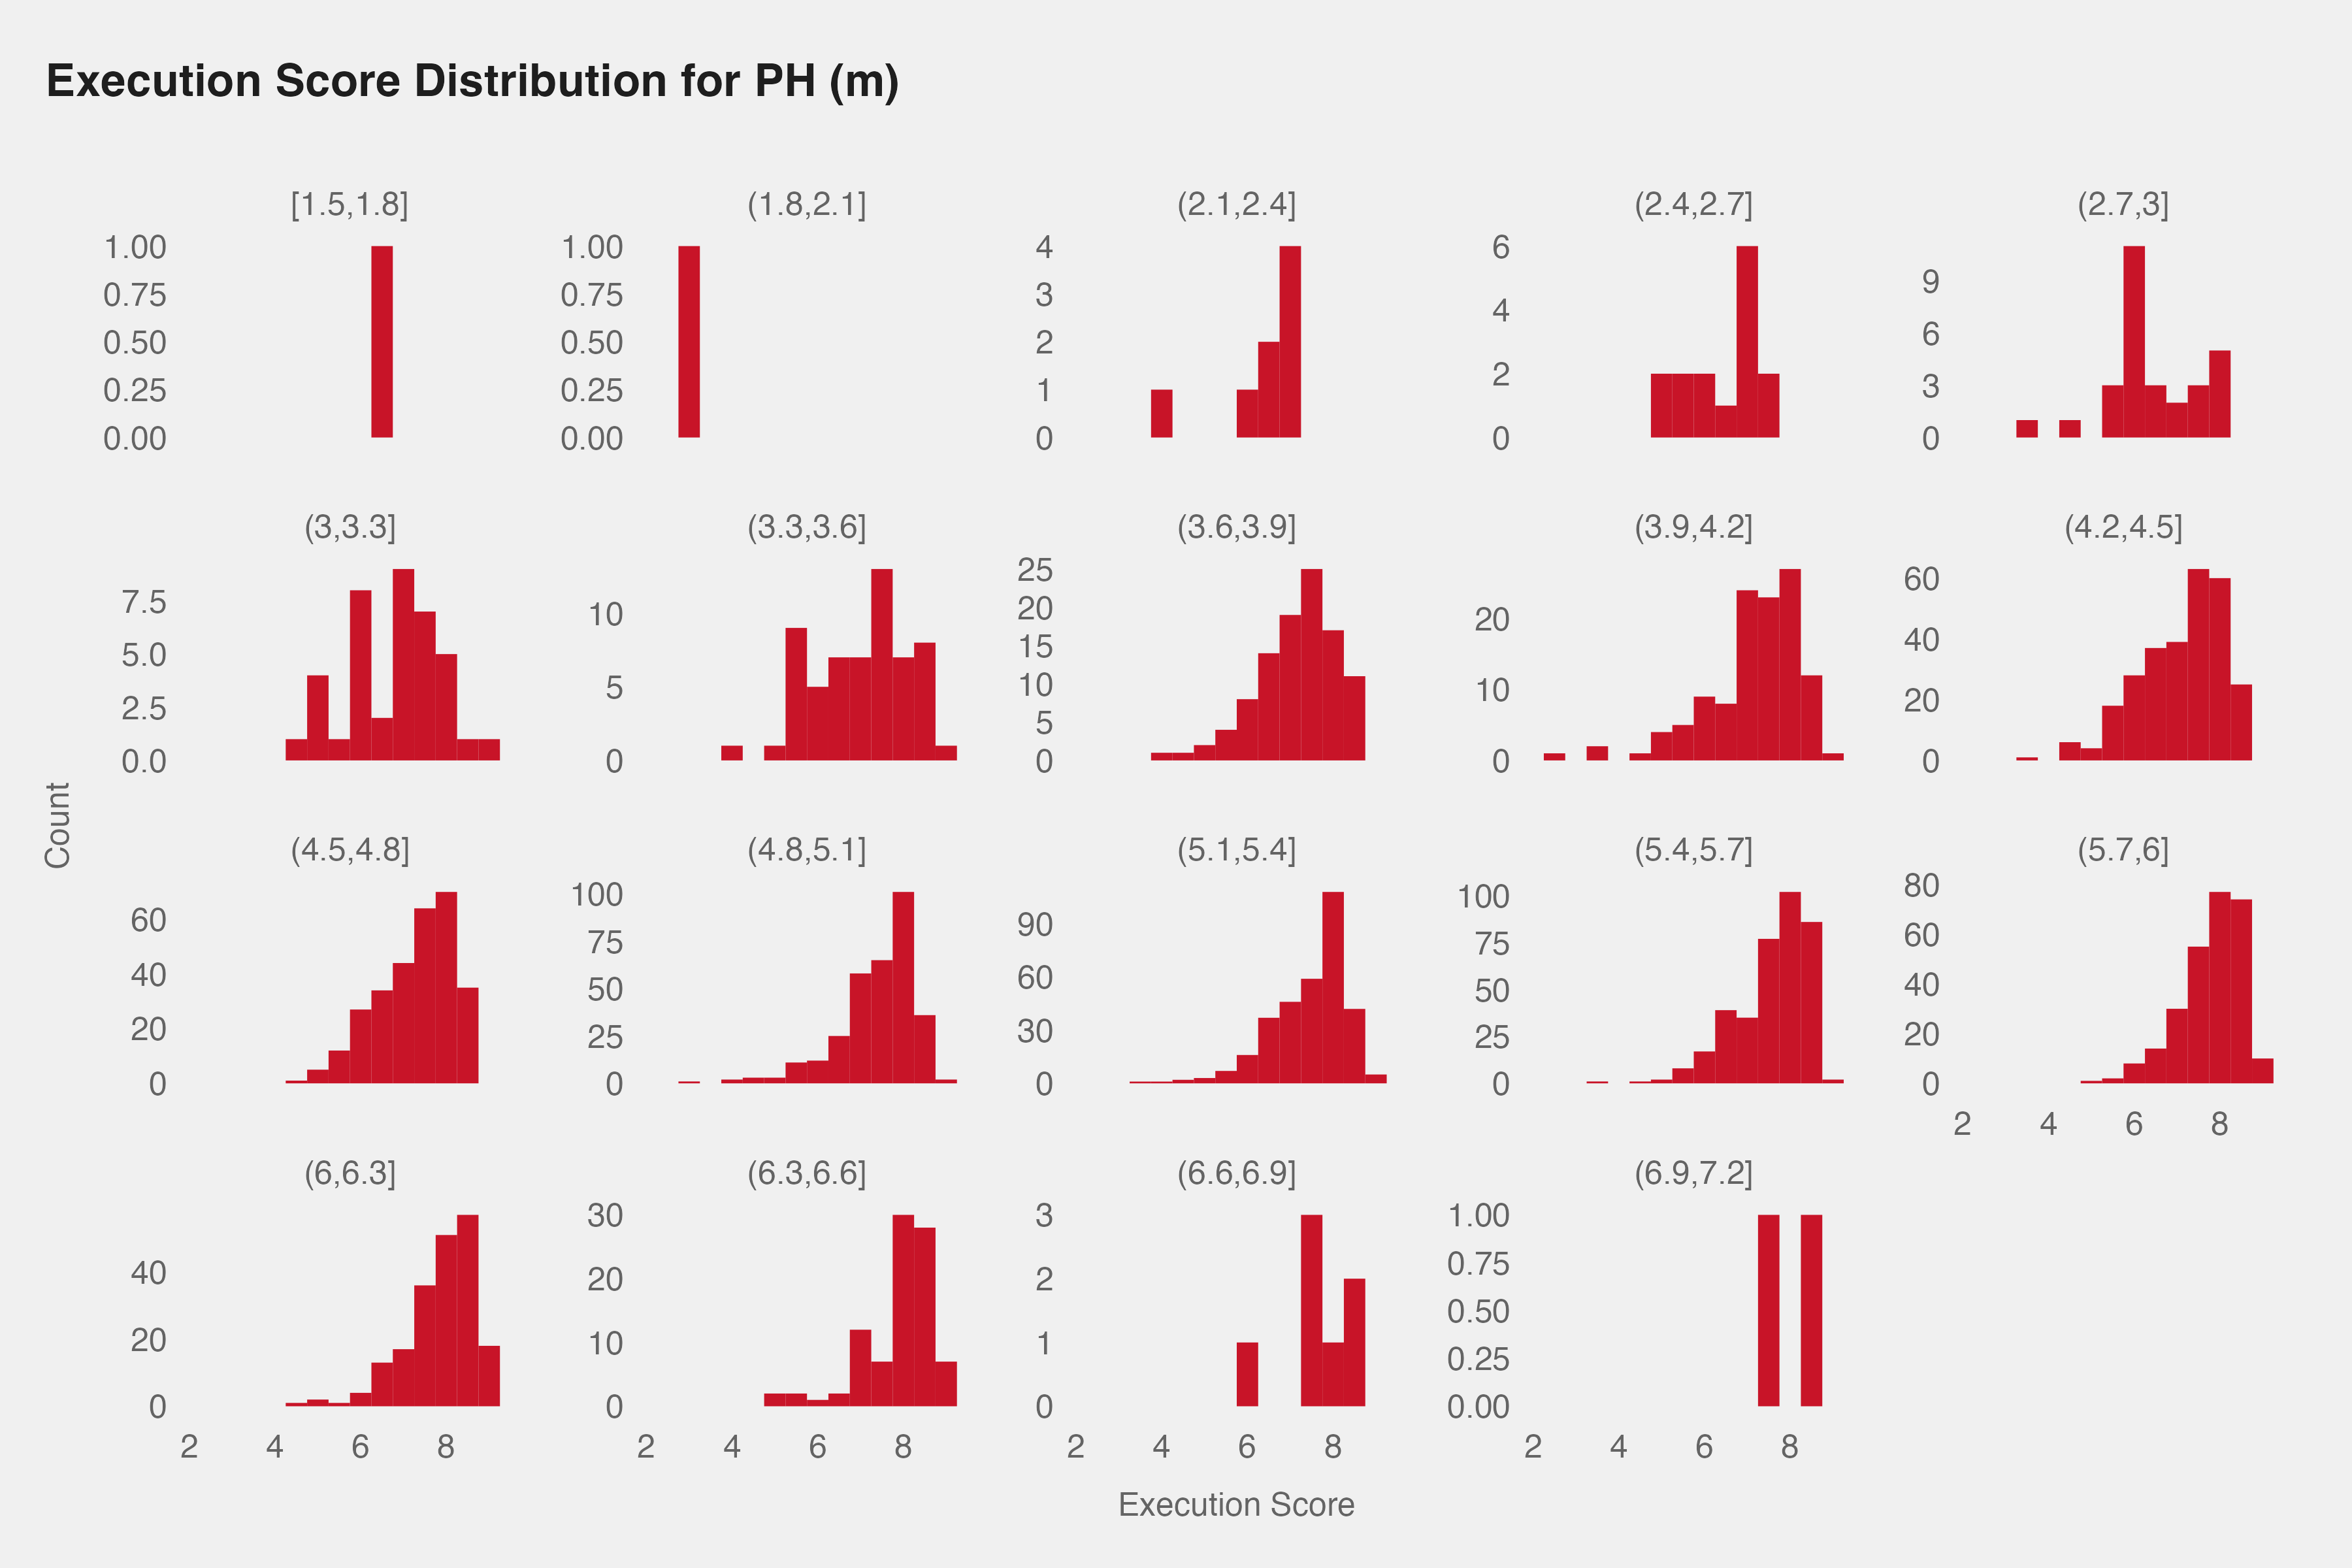 Execution Score Distribution for PH (m)
[1.5,1.8] (1.8,2.1] (2.1,2.4] (2.4,2.7] (2.7,3]
1.00 1.00 4 6
0.75 0.75 3 4 9
0.50 0.50 2 2 6
0.25 0.25 1 0 3
0.00 0.00 0 0
(3,3.3] (3.3,3.6] (3.6,3.9] (3.9,4.2] (4.2,4.5]
7.5 10 25 20 60
5.0 5 20 10 40
2.5 0 15 0 20
0.0 10 0
5
0
Count
(4.5,4.8] (4.8,5.1] (5.1,5.4] (5.4,5.7] (5.7,6]
60 100 90 100 80
40 75 60 75 60
20 50 30 50 40
0 25 0 25 20
0 0 0
2 4 6 8
(6,6.3] (6.3,6.6] (6.6,6.9] (6.9,7.2]
40 30 3 1.00
20 20 2 0.75
0 10 1 0.50
0 0 0.25
0.00
2 4 6 8 2 4 6 8 2 4 6 8 2 4 6 8
Execution Score